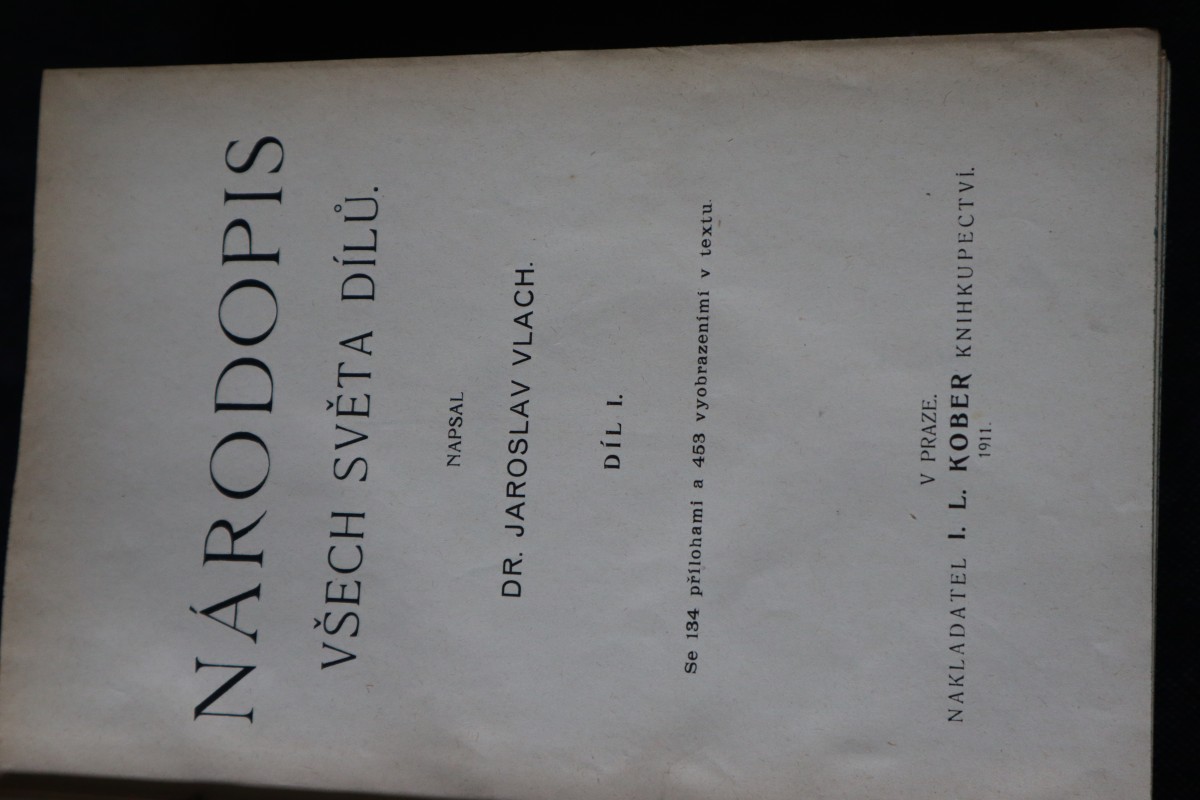 NÁRODOPIS
VŠECH SVĚTA DÍLŮ.
NAPSAL
DR. JAROSLAV VLACH.
DÍL I.
Se 134 přílohami a 453 vyobrazeními v textu.
V PRAZE.
NAKLADATEL I. L. KOBER KNIHKUPECTVÍ.
1911.